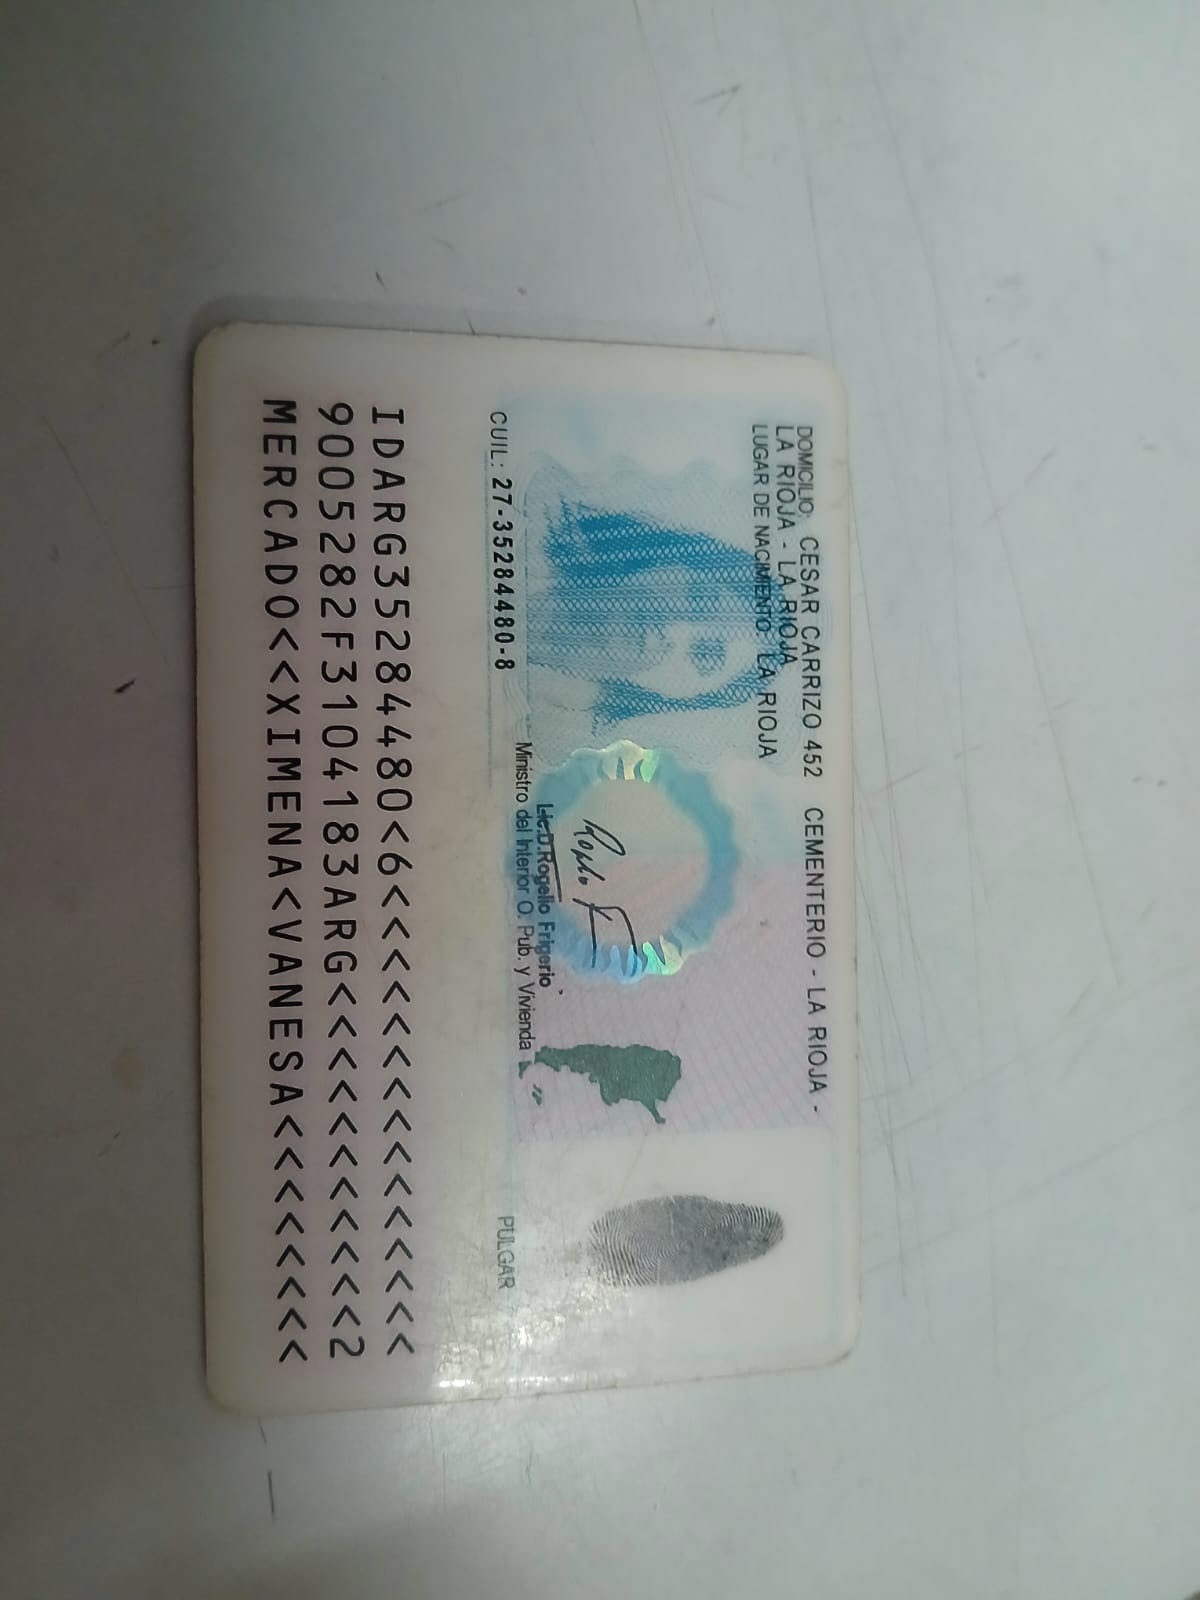 DOMICILIO: CESAR CARRIZO 452 CEMENTERIO - LA RIOJA -
LA RIOJA - LA RIOJA
LUGAR DE NACIMIENTO: LA RIOJA
Lic.D.Rogelio Frigerio
Ministro del Interior O. Pub. y Vivienda
CUIL: 27-35284480-8
PULGAR
IDARG35284480<6<<<<<<<<<<<<<<<
9005282F3104183ARG<<<<<<<<<<<2
MERCADO<<XIMENA<VANESA<<<<<<<<